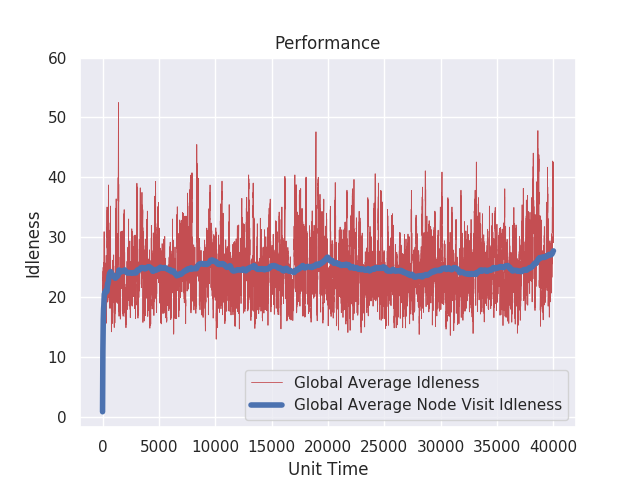 Performance
60
50
40
30
20
10
0
Idleness
Global Average Idleness
Global Average Node Visit Idleness
0 5000 10000 15000 20000 25000 30000 35000 40000
Unit Time